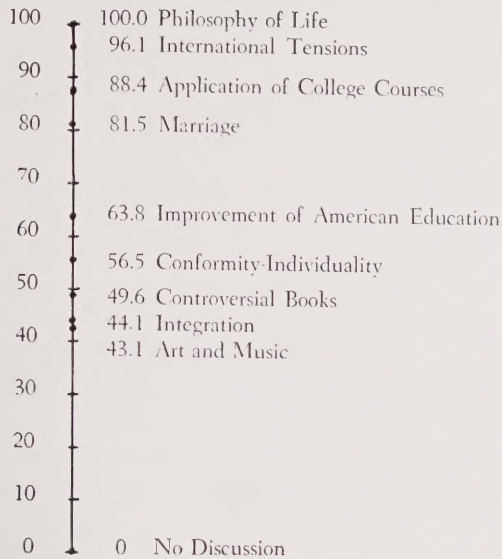 100 100.0 Philosophy of Life
96.1 International Tensions
90
88.4 Application of College Courses
80 81.5 Marriage
70
63.8 Improvement of American Education
60
56.5 Conformity-Individuality
50
49.6 Controversial Books
44.1 Integration
40
43.1 Art and Music
30
20
10
0 0 No Discussion